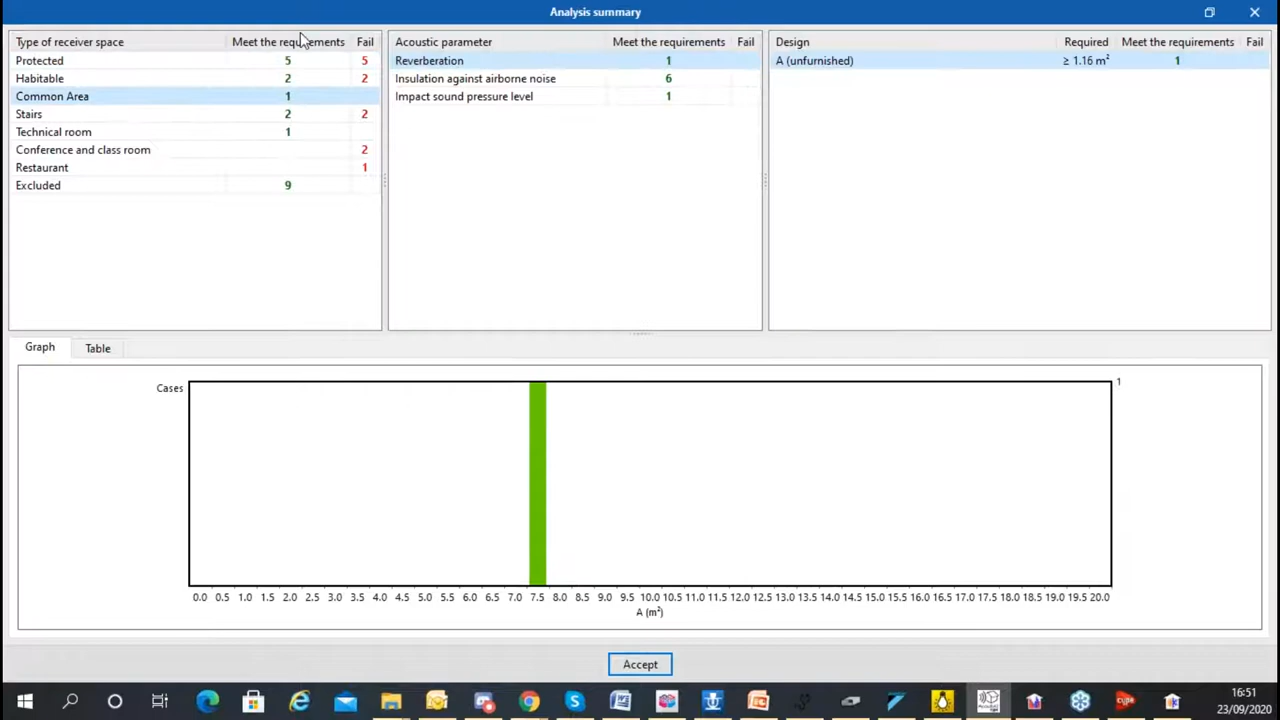 Analysis summary
Type of receiver space Meet the requirements Fail
Protected 5 5
Habitable 2 2
Common Area 1
Stairs 2 2
Technical room 1
Conference and class room 2
Restaurant 1
Excluded 9
Acoustic parameter Meet the requirements Fail
Reverberation 1
Insulation against airborne noise 6
Impact sound pressure level 1
Design Required Meet the requirements Fail
A (unfurnished) ≥ 1.16 m² 1
Graph Table
Cases 1
0.0 0.5 1.0 1.5 2.0 2.5 3.0 3.5 4.0 4.5 5.0 5.5 6.0 6.5 7.0 7.5 8.0 8.5 9.0 9.5 10.0 10.5 11.0 11.5 12.0 12.5 13.0 13.5 14.0 14.5 15.0 15.5 16.0 16.5 17.0 17.5 18.0 18.5 19.0 19.5 20.0
A (m²)
Accept
16:51
23/09/2020